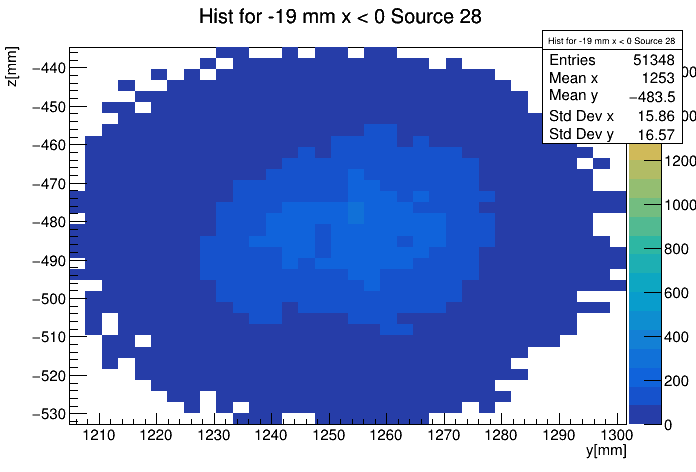 Hist for -19 mm x < 0 Source 28
z[mm]
Hist for -19 mm x < 0 Source 28
Entries 51348
Mean x 1253
Mean y −483.5
Std Dev x 15.86
Std Dev y 16.57
−440
−450
−460
−470
−480
−490
−500
−510
−520
−530
1210 1220 1230 1240 1250 1260 1270 1280 1290 1300
y[mm]
1200
1000
800
600
400
200
0